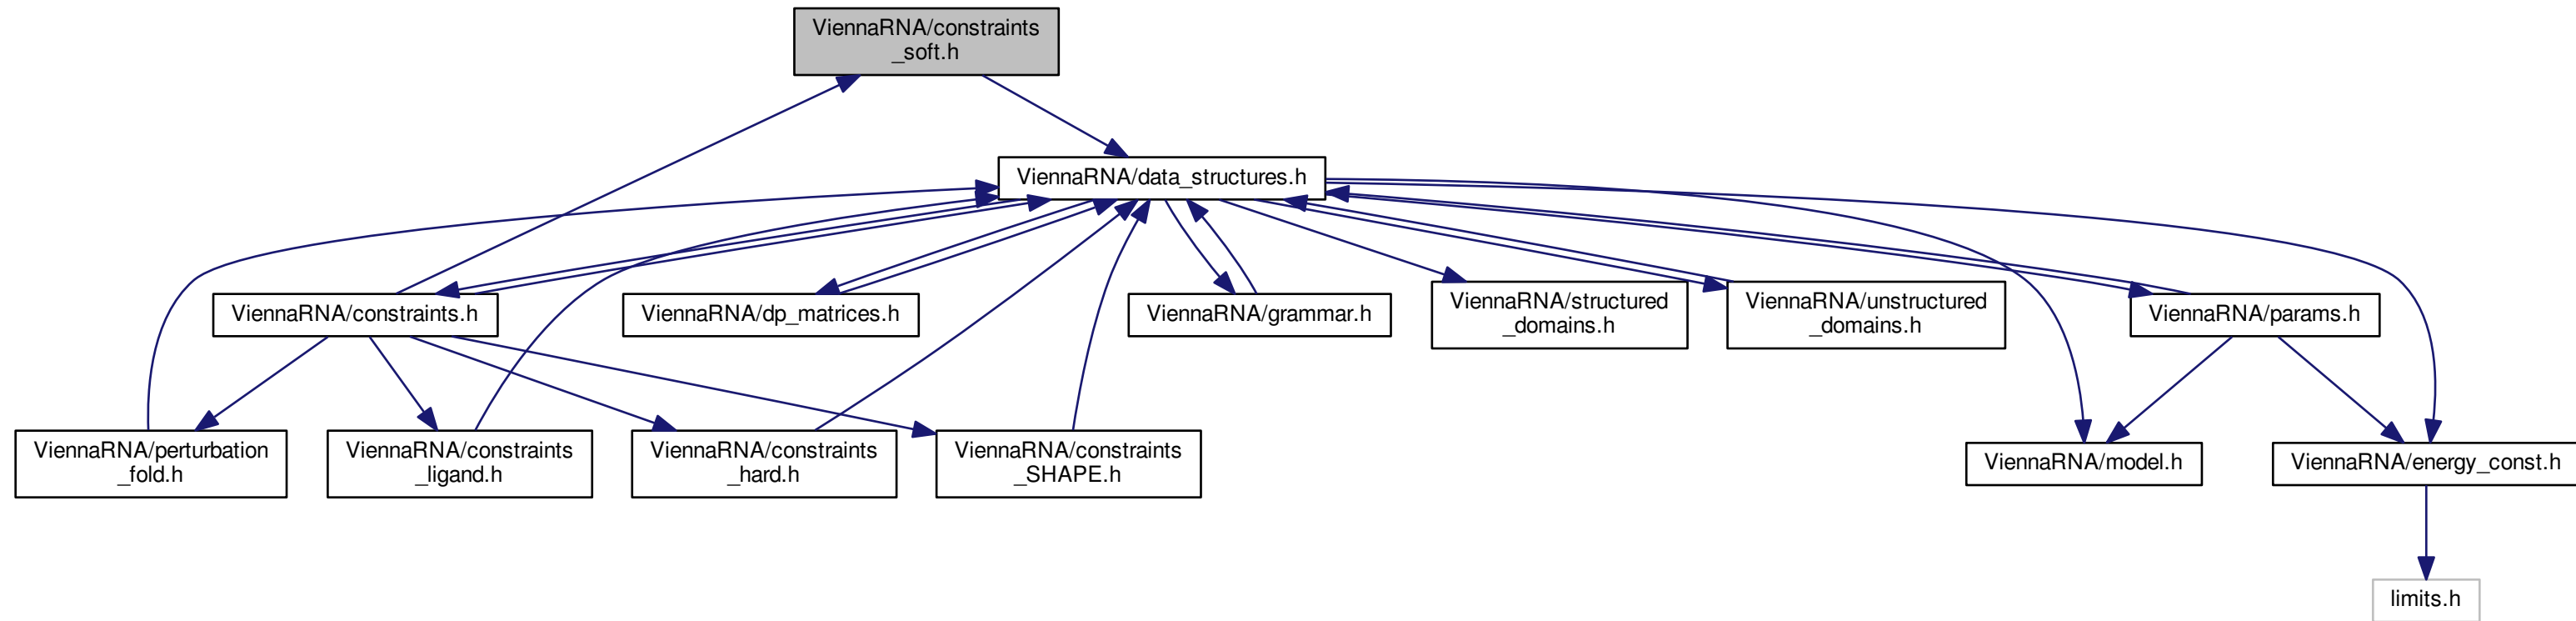 ViennaRNA/constraints
_soft.h
ViennaRNA/data_structures.h
ViennaRNA/constraints.h
ViennaRNA/dp_matrices.h
ViennaRNA/grammar.h
ViennaRNA/structured
_domains.h
ViennaRNA/unstructured
_domains.h
ViennaRNA/params.h
ViennaRNA/perturbation
_fold.h
ViennaRNA/constraints
_ligand.h
ViennaRNA/constraints
_hard.h
ViennaRNA/constraints
_SHAPE.h
ViennaRNA/model.h
ViennaRNA/energy_const.h
limits.h